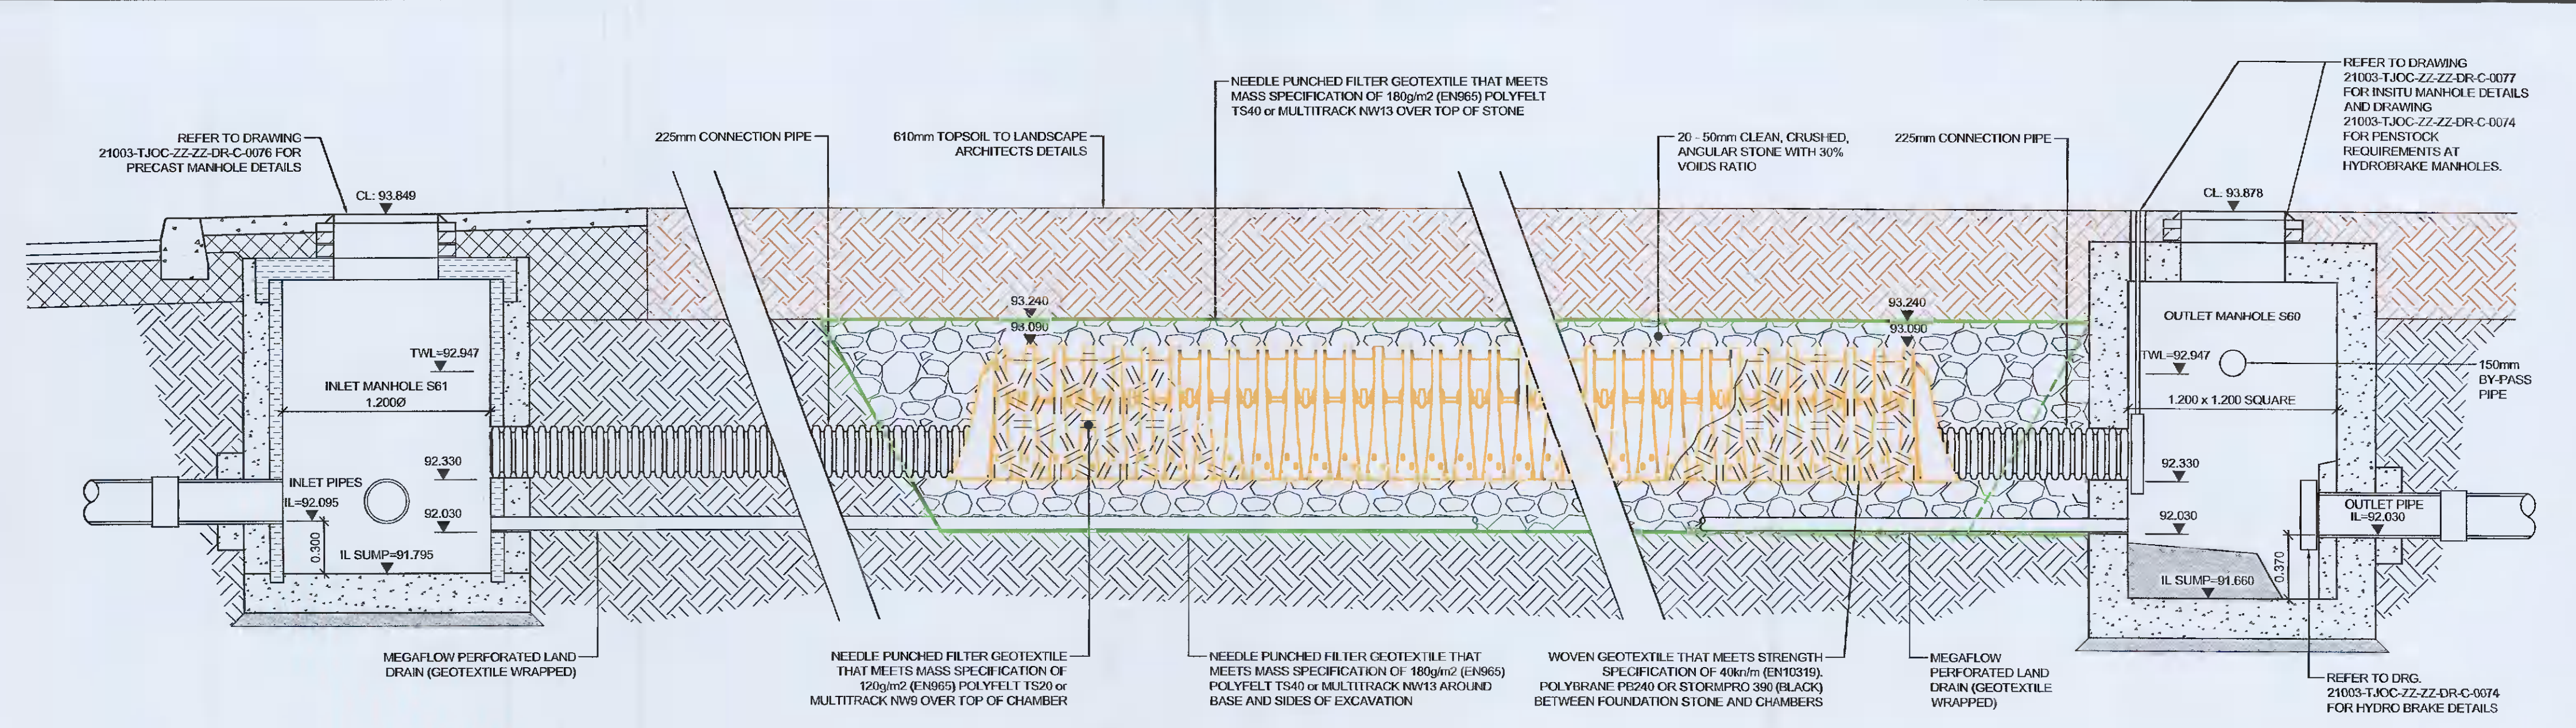 REFER TO DRAWING
21003-TJOC-ZZ-ZZ-DR-C-0076 FOR
PRECAST MANHOLE DETAILS
225mm CONNECTION PIPE
610mm TOPSOIL TO LANDSCAPE
ARCHITECTS DETAILS
NEEDLE PUNCHED FILTER GEOTEXTILE THAT MEETS
MASS SPECIFICATION OF 180g/m2 (EN965) POLYFELT
TS40 or MULTITRACK NW13 OVER TOP OF STONE
20 - 50mm CLEAN, CRUSHED,
ANGULAR STONE WITH 30%
VOIDS RATIO
225mm CONNECTION PIPE
REFER TO DRAWING
21003-TJOC-ZZ-ZZ-DR-C-0077
FOR INSITU MANHOLE DETAILS
AND DRAWING
21003-TJOC-ZZ-ZZ-DR-C-0074
FOR PENSTOCK
REQUIREMENTS AT
HYDROBRAKE MANHOLES.
CL: 93.849
TWL=92.947
INLET MANHOLE S61
1.200Ø
92.330
INLET PIPES
IL=92.095
92.030
0.300
IL SUMP=91.795
93.240
93.090
93.240
93.090
CL: 93.878
OUTLET MANHOLE S60
TWL=92.947
150mm
BY-PASS
PIPE
1.200 x 1.200 SQUARE
92.330
92.030
OUTLET PIPE
IL=92.030
0.370
IL SUMP=91.660
MEGAFLOW PERFORATED LAND
DRAIN (GEOTEXTILE WRAPPED)
NEEDLE PUNCHED FILTER GEOTEXTILE
THAT MEETS MASS SPECIFICATION OF
120g/m2 (EN965) POLYFELT TS20 or
MULTITRACK NW9 OVER TOP OF CHAMBER
NEEDLE PUNCHED FILTER GEOTEXTILE THAT
MEETS MASS SPECIFICATION OF 180g/m2 (EN965)
POLYFELT TS40 or MULTITRACK NW13 AROUND
BASE AND SIDES OF EXCAVATION
WOVEN GEOTEXTILE THAT MEETS STRENGTH
SPECIFICATION OF 40kn/m (EN10319).
POLYBRANE PB240 OR STORMPRO 390 (BLACK)
BETWEEN FOUNDATION STONE AND CHAMBERS
MEGAFLOW
PERFORATED LAND
DRAIN (GEOTEXTILE
WRAPPED)
REFER TO DRG.
21003-TJOC-ZZ-ZZ-DR-C-0074
FOR HYDRO BRAKE DETAILS